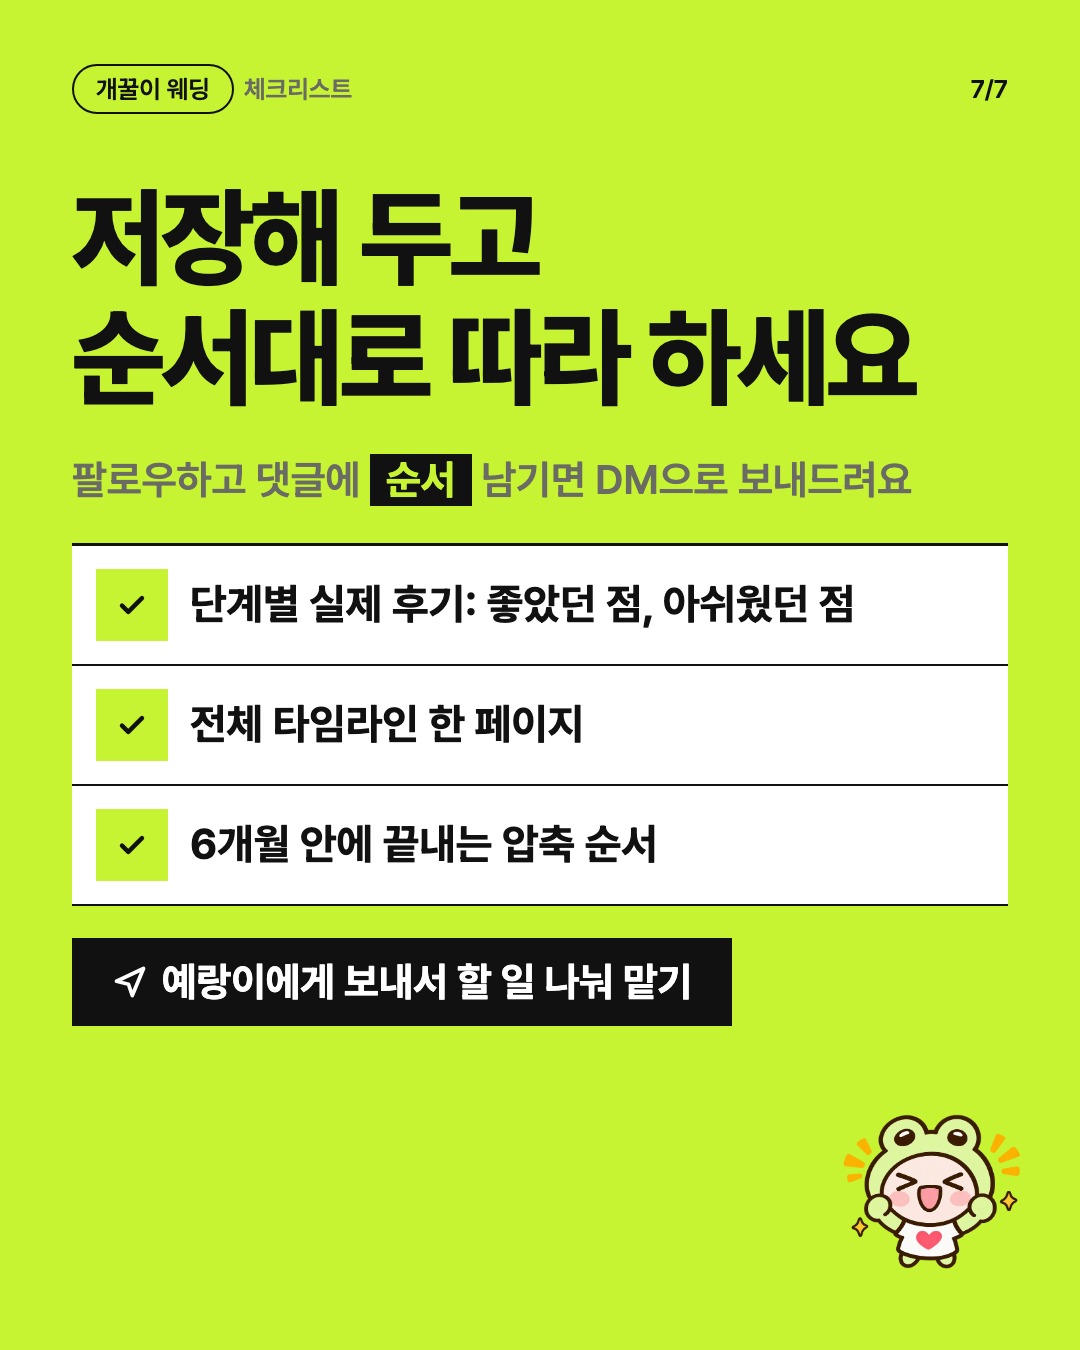 개꿀이 웨딩 체크리스트 7/7
저장해 두고
순서대로 따라 하세요
팔로우하고 댓글에 순서 남기면 DM으로 보내드려요
단계별 실제 후기: 좋았던 점, 아쉬웠던 점
전체 타임라인 한 페이지
6개월 안에 끝내는 압축 순서
예랑이에게 보내서 할 일 나눠 맡기